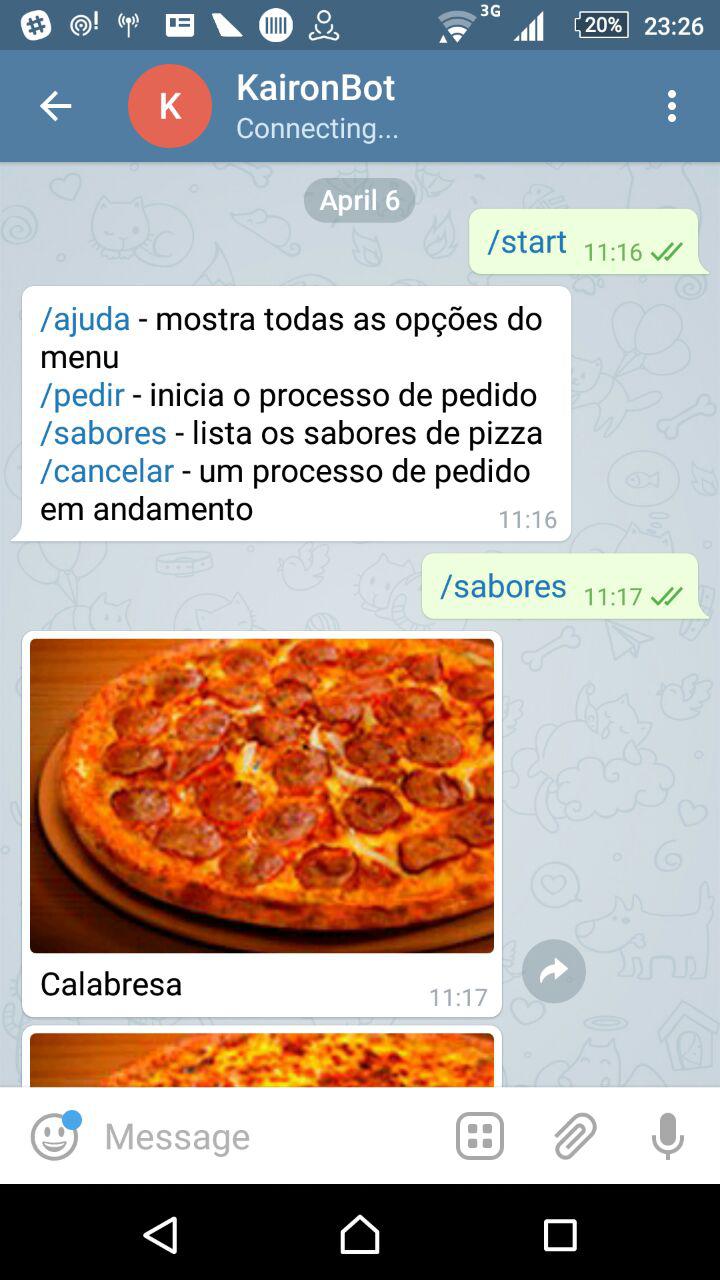 3G
20%
23:26
K
KaironBot
Connecting...
April 6
/start 11:16
/ajuda - mostra todas as opções do
menu
/pedir - inicia o processo de pedido
/sabores - lista os sabores de pizza
/cancelar - um processo de pedido
em andamento
11:16
/sabores 11:17
Calabresa
11:17
Message